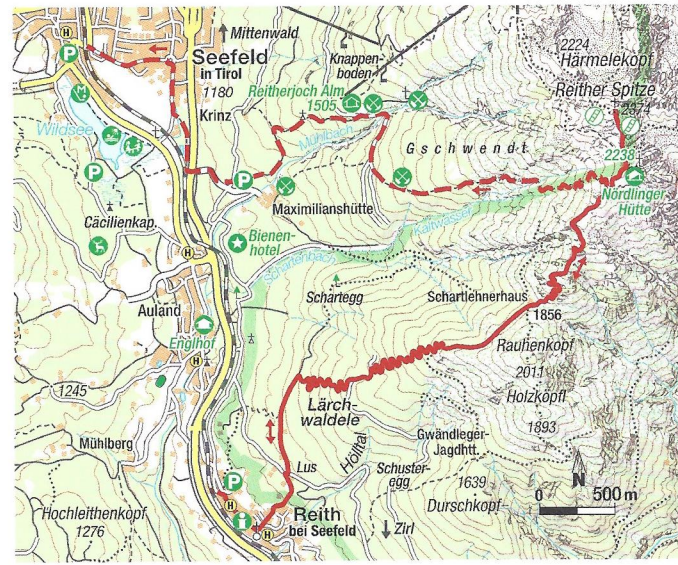 Mittenwald
2224
Harmelekopf
Seefeld
in Tirol
1180
Knappen-
boden
Reither Spitze
2374
Reitherjoch Alm
1505
Krinz
Wildsee
Mühlbach
Gschwendt
2238
Nördlinger
Hütte
Maximilianshütte
Cäcilienkap.
Bienen-
hotel
Kaltwasser
Schartenbach
Schartegg
Schartlehnerhaus
Auland
1856
Englhof
Rauhenkopf
2011
Holzköpfl
1893
1245
Lärch-
waldele
Mühlberg
Gwändleger-
Jagdhtt.
Hölltal
Lus
Schuster-
egg
1639
Durschkopf
N
0 500 m
Hochleithenkopf
1276
Reith
bei Seefeld
Zirl
P
H
P
P
P
H
H
P
H
i
H